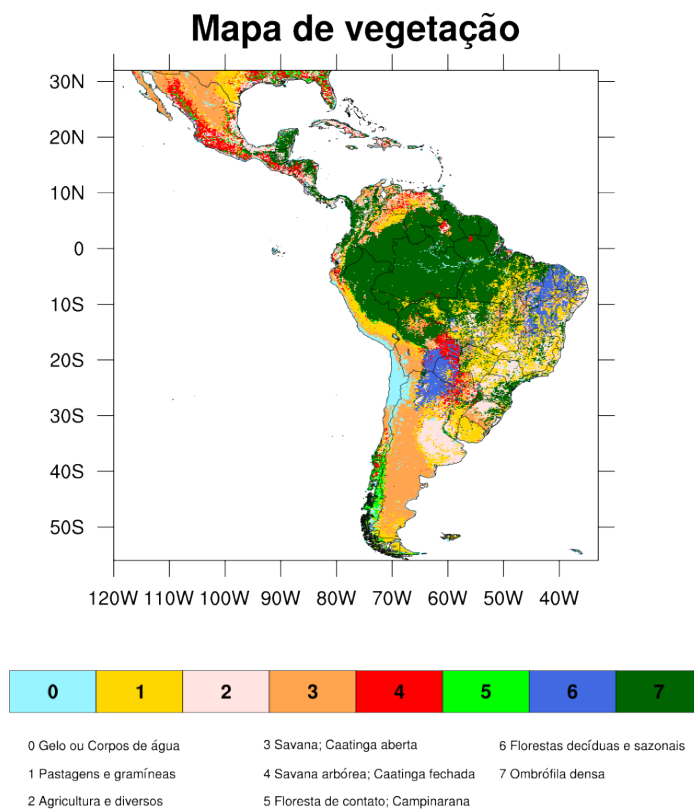 Mapa de vegetação
30N
20N
10N
0
10S
20S
30S
40S
50S
120W 110W 100W 90W 80W 70W 60W 50W 40W
0 1 2 3 4 5 6 7
0 Gelo ou Corpos de água
3 Savana; Caatinga aberta
6 Florestas decíduas e sazonais
1 Pastagens e gramíneas
4 Savana arbórea; Caatinga fechada
7 Ombrófila densa
2 Agricultura e diversos
5 Floresta de contato; Campinarana